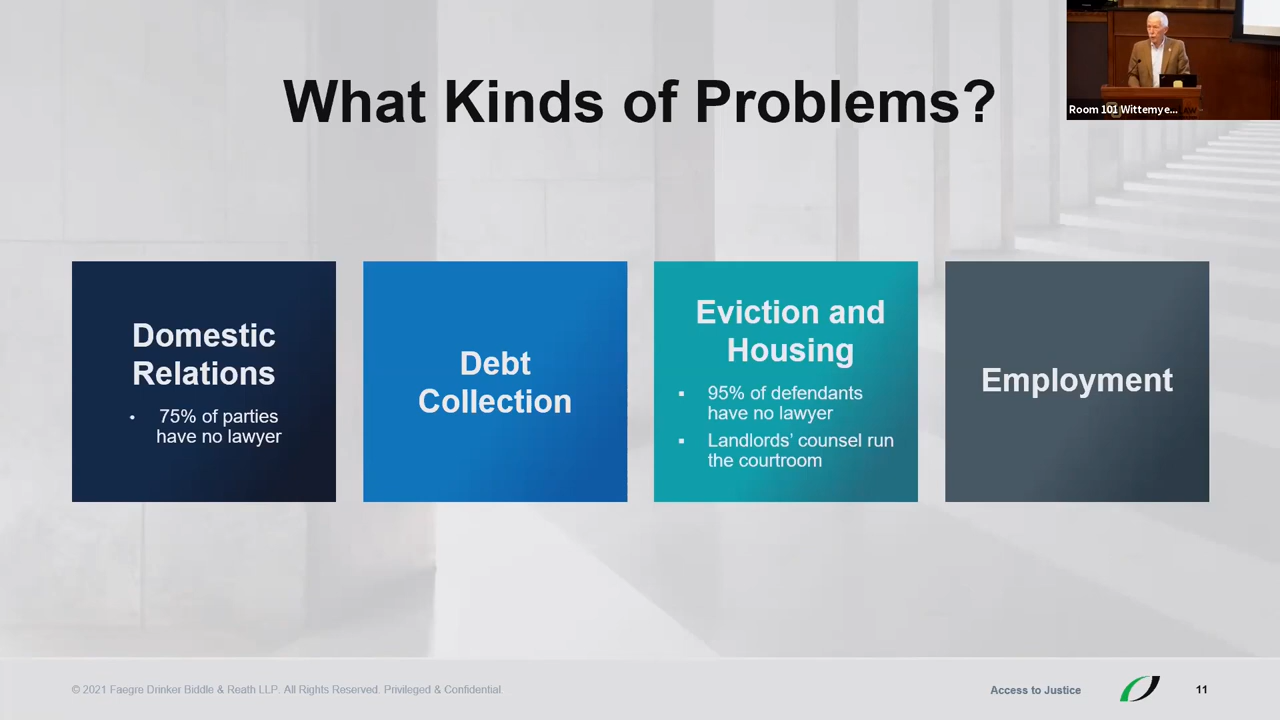 What Kinds of Problems?
Room 101 Wittemye...
Domestic
Relations
• 75% of parties
have no lawyer
Debt
Collection
Eviction and
Housing
▪ 95% of defendants
have no lawyer
▪ Landlords’ counsel run
the courtroom
Employment
© 2021 Faegre Drinker Biddle & Reath LLP. All Rights Reserved. Privileged & Confidential.
Access to Justice
11